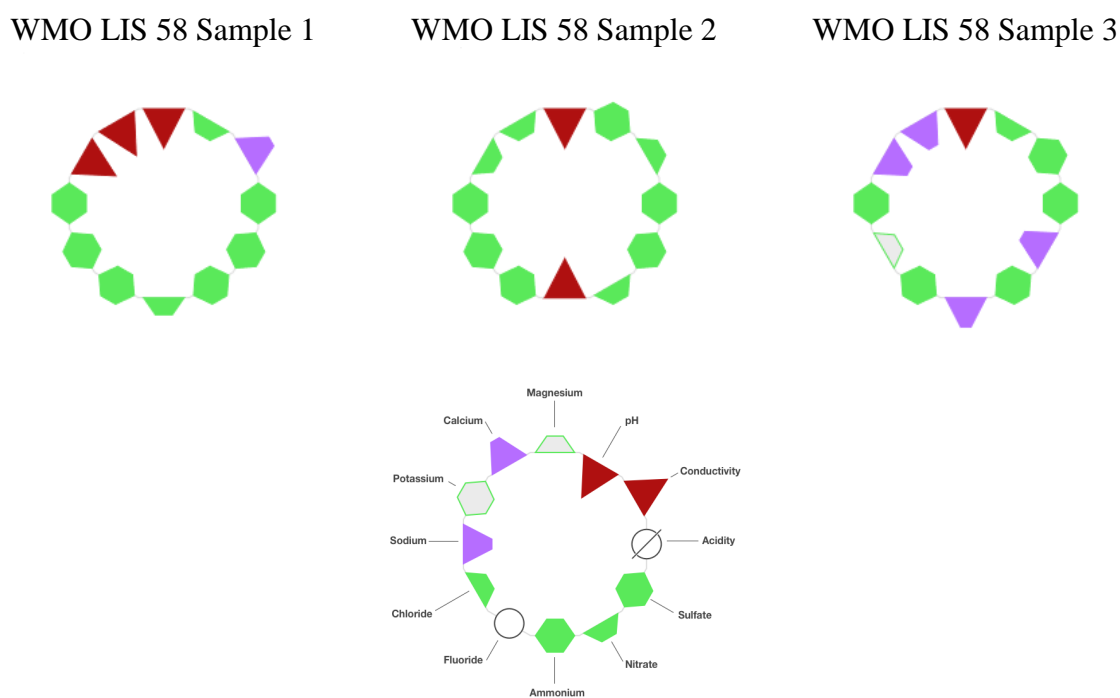 WMO LIS 58 Sample 1
WMO LIS 58 Sample 2
WMO LIS 58 Sample 3
Magnesium
Calcium
pH
Potassium
Conductivity
Sodium
Acidity
Chloride
Sulfate
Fluoride
Nitrate
Ammonium